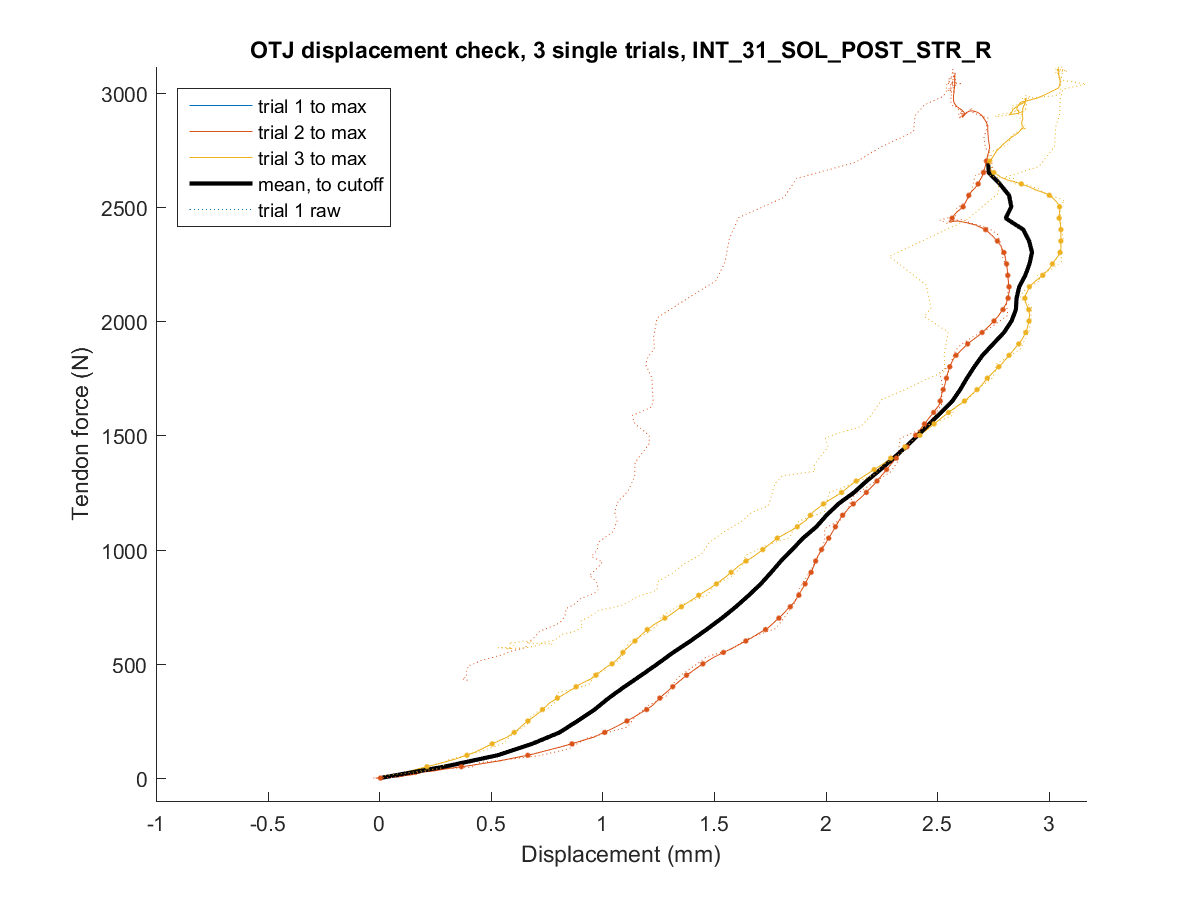 OTJ displacement check, 3 single trials, INT_31_SOL_POST_STR_R
trial 1 to max
trial 2 to max
trial 3 to max
mean, to cutoff
trial 1 raw
3000
2500
2000
1500
1000
500
0
Tendon force (N)
-1
-0.5
0
0.5
1
1.5
2
2.5
3
Displacement (mm)